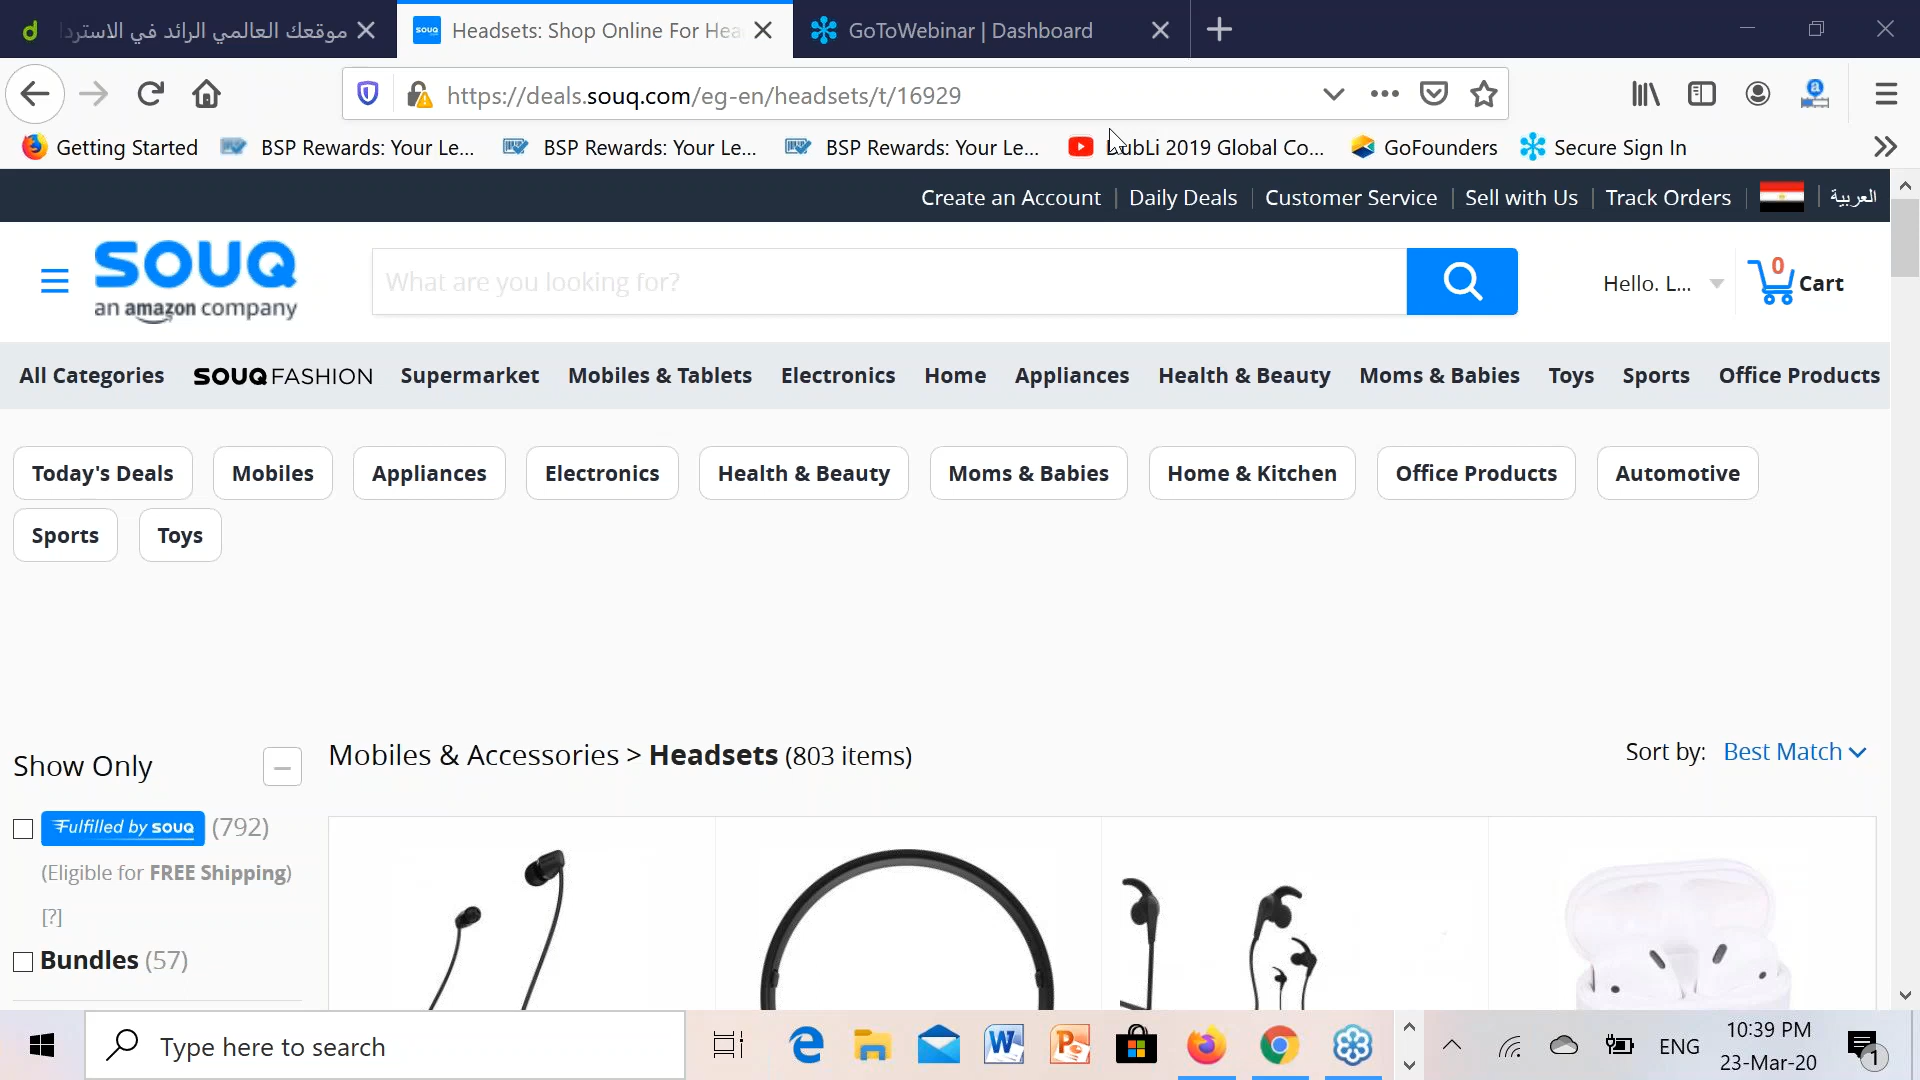 موقعك العالمي الرائد في الاسترد
Headsets: Shop Online For Hea
GoToWebinar | Dashboard
https://deals.souq.com/eg-en/headsets/t/16929
Getting Started
BSP Rewards: Your Le...
BSP Rewards: Your Le...
BSP Rewards: Your Le...
ubLi 2019 Global Co...
GoFounders
Secure Sign In
Create an Account
Daily Deals
Customer Service
Sell with Us
Track Orders
العربية
souq
an amazon company
What are you looking for?
Hello. L...
0
Cart
All Categories
SOUQ FASHION
Supermarket
Mobiles & Tablets
Electronics
Home
Appliances
Health & Beauty
Moms & Babies
Toys
Sports
Office Products
Today's Deals
Mobiles
Appliances
Electronics
Health & Beauty
Moms & Babies
Home & Kitchen
Office Products
Automotive
Sports
Toys
Show Only
Mobiles & Accessories > Headsets (803 items)
Sort by: Best Match
Fulfilled by souq (792)
(Eligible for FREE Shipping)
[?]
Bundles (57)
Type here to search
ENG
10:39 PM
23-Mar-20
1